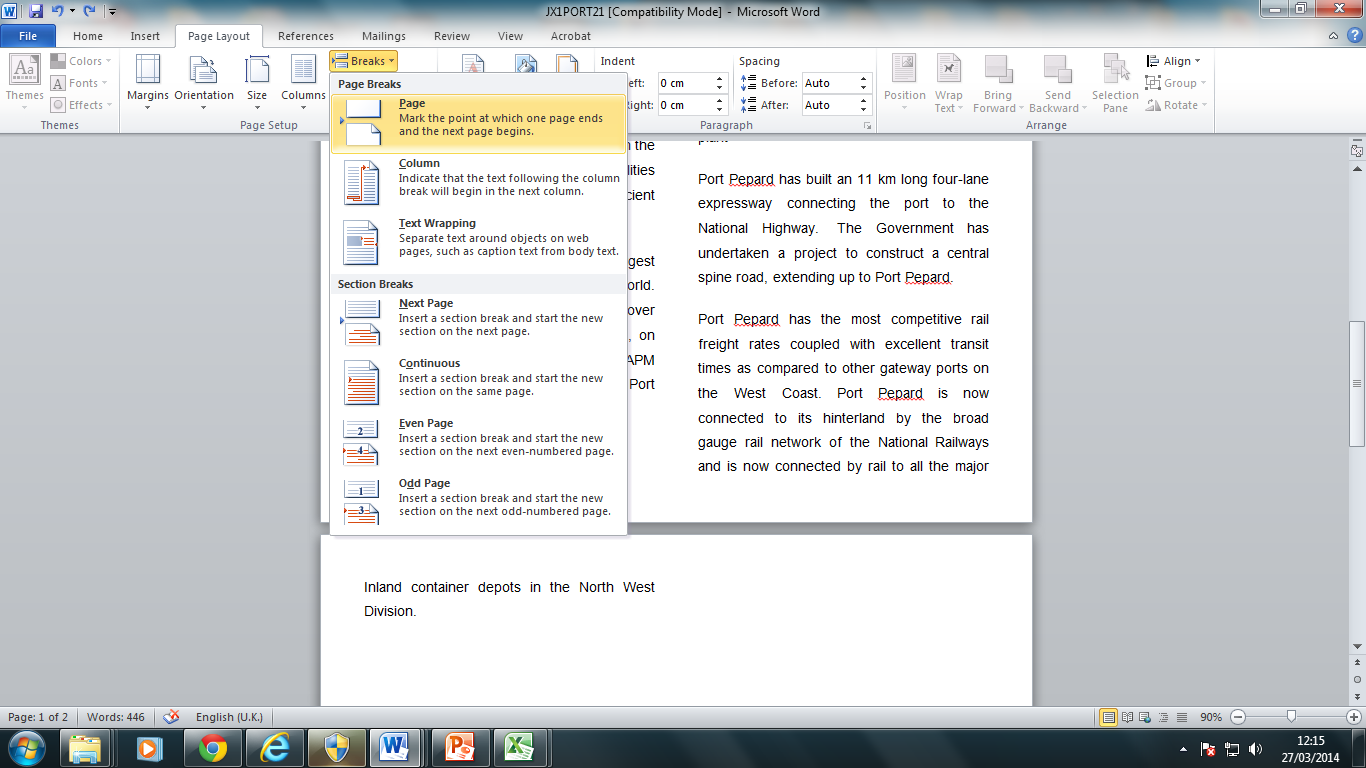 JX1PORT21 [Compatibility Mode] - Microsoft Word
File Home Insert Page Layout References Mailings Review View Acrobat
Themes
Colors
Fonts
Effects
Themes
Margins Orientation Size Columns
Breaks
Page Setup
Indent
Left: 0 cm
Right: 0 cm
Spacing
Before: Auto
After: Auto
Paragraph
Position
Wrap
Text
Bring
Forward
Send
Backward
Selection
Pane
Align
Group
Rotate
Arrange
Page Breaks
Page
Mark the point at which one page ends
and the next page begins.
Column
Indicate that the text following the column
break will begin in the next column.
Text Wrapping
Separate text around objects on web
pages, such as caption text from body text.
Section Breaks
Next Page
Insert a section break and start the new
section on the next page.
Continuous
Insert a section break and start the new
section on the same page.
Even Page
Insert a section break and start the new
section on the next even-numbered page.
Odd Page
Insert a section break and start the new
section on the next odd-numbered page.
the
lities
cient
gest
orld.
over
, on
APM
Port
Port Pepard has built an 11 km long four-lane
expressway connecting the port to the
National Highway. The Government has
undertaken a project to construct a central
spine road, extending up to Port Pepard.
Port Pepard has the most competitive rail
freight rates coupled with excellent transit
times as compared to other gateway ports on
the West Coast. Port Pepard is now
connected to its hinterland by the broad
gauge rail network of the National Railways
and is now connected by rail to all the major
Inland container depots in the North West
Division.
Page: 1 of 2 Words: 446 English (U.K.) 90%
12:15
27/03/2014